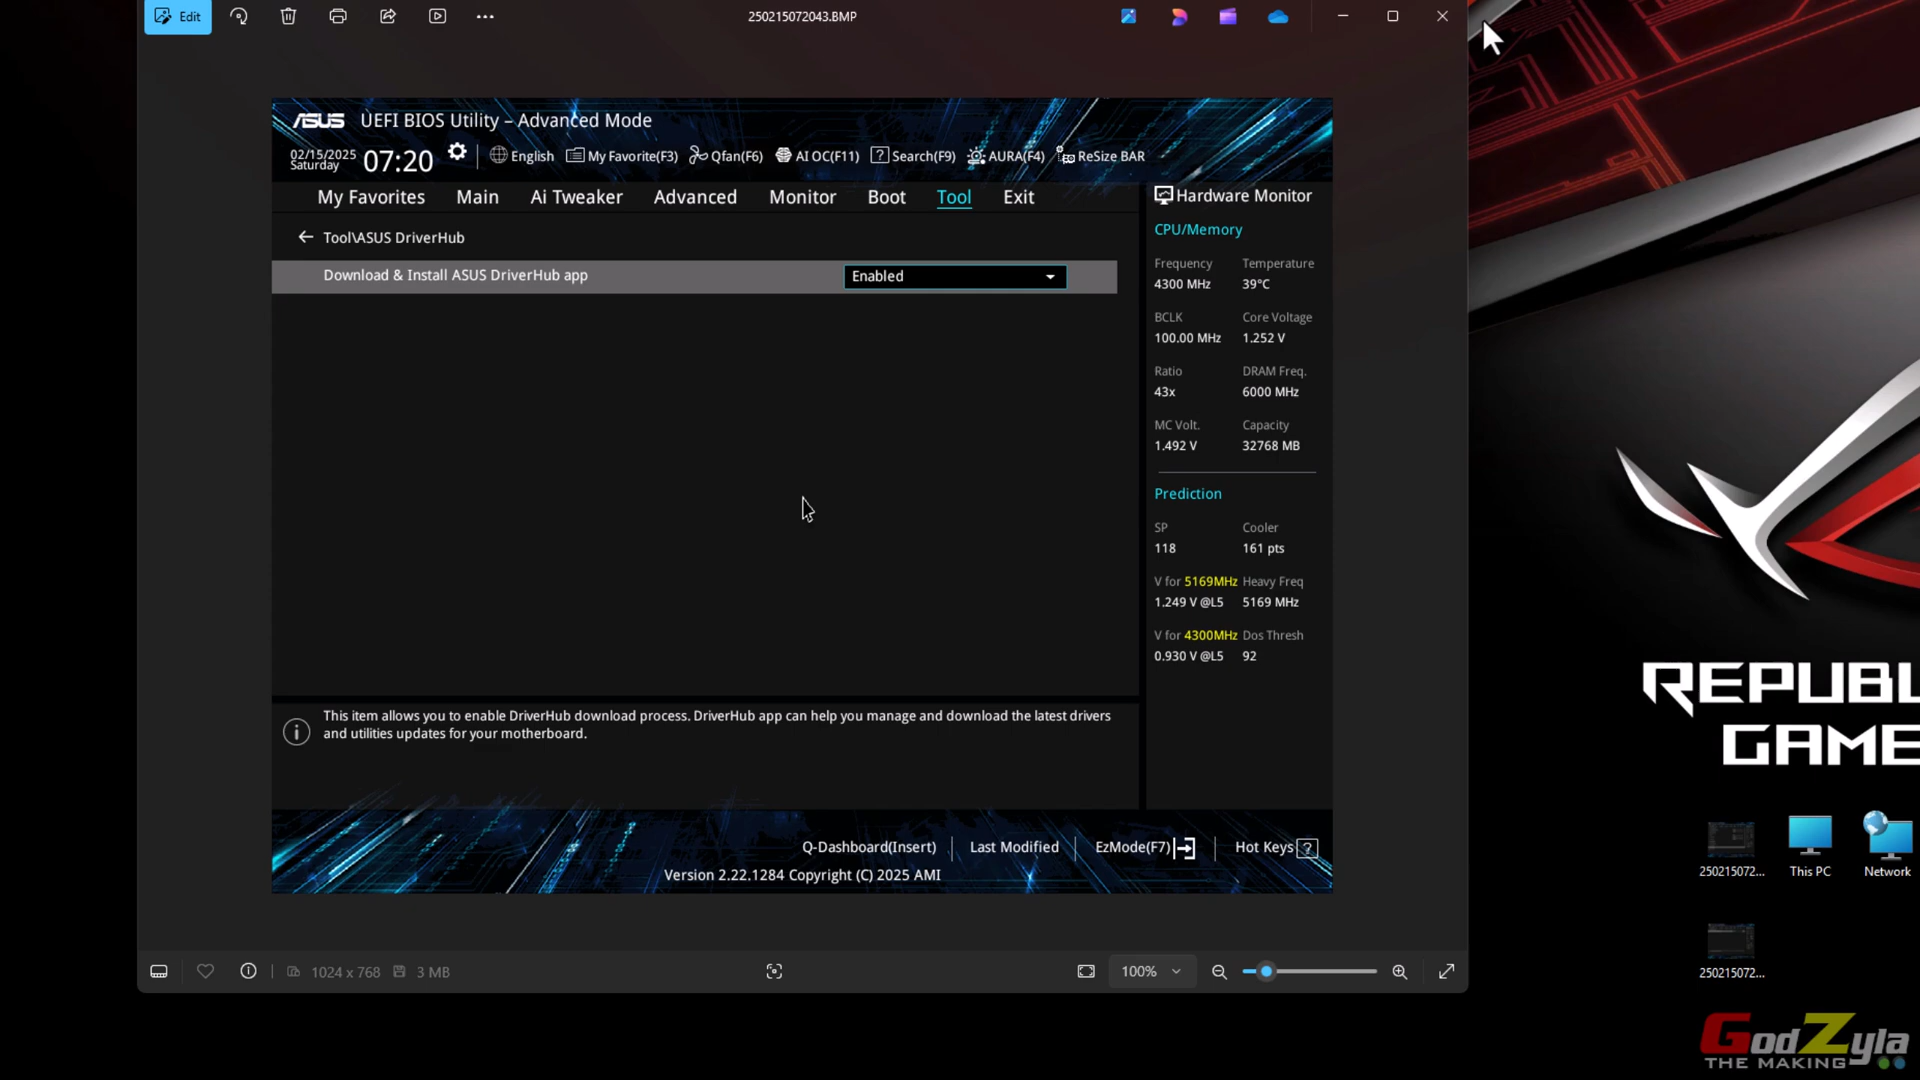 Edit
250215072043.BMP
ASUS UEFI BIOS Utility – Advanced Mode
02/15/2025
Saturday
07:20
English
My Favorite(F3)
Qfan(F6)
AI OC(F11)
Search(F9)
AURA(F4)
ReSize BAR
My Favorites
Main
Ai Tweaker
Advanced
Monitor
Boot
Tool
Exit
Tool\ASUS DriverHub
Download & Install ASUS DriverHub app
Enabled
Hardware Monitor
CPU/Memory
Frequency Temperature
4300 MHz 39°C
BCLK Core Voltage
100.00 MHz 1.252 V
Ratio DRAM Freq.
43x 6000 MHz
MC Volt. Capacity
1.492 V 32768 MB
Prediction
SP Cooler
118 161 pts
V for 5169MHz Heavy Freq
1.249 V @L5 5169 MHz
V for 4300MHz Dos Thresh
0.930 V @L5 92
This item allows you to enable DriverHub download process. DriverHub app can help you manage and download the latest drivers
and utilities updates for your motherboard.
Q-Dashboard(Insert)
Last Modified
EzMode(F7)
Hot Keys
Version 2.22.1284 Copyright (C) 2025 AMI
1024 x 768
3 MB
100%
REPUBL
GAME
250215072...
This PC
Network
250215072...
GodZyla
THE MAKING